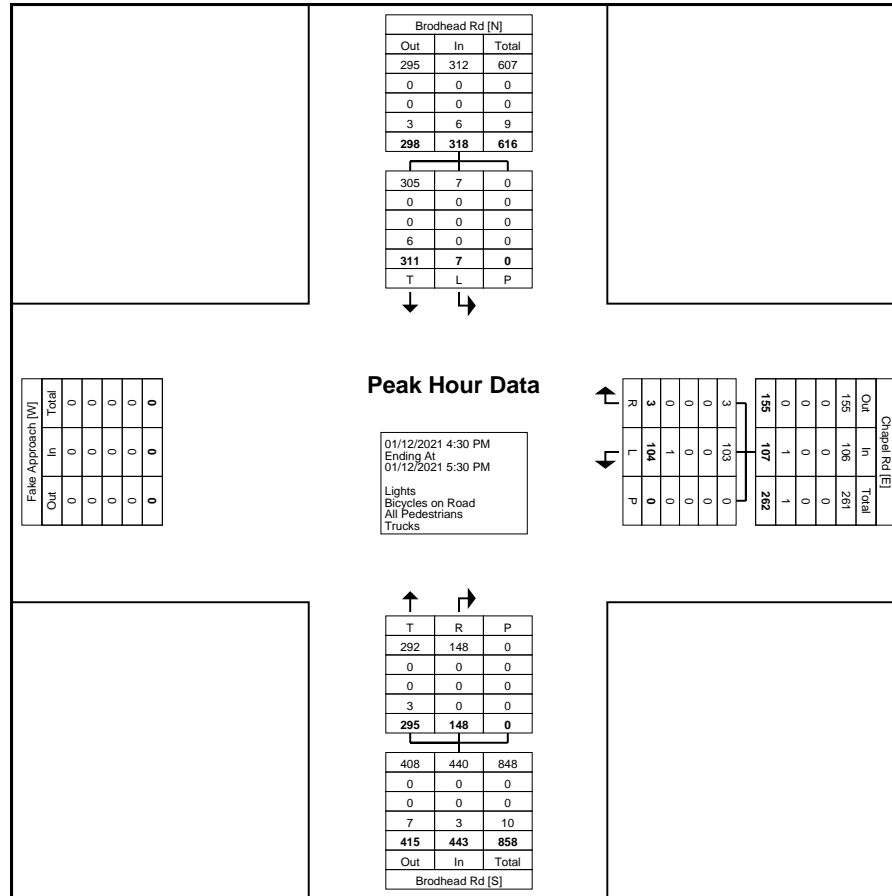 Brodhead Rd [N]
Out In Total
295 312 607
0 0 0
0 0 0
3 6 9
298 318 616
305 7 0
0 0 0
0 0 0
6 0 0
311 7 0
T L P
Peak Hour Data
01/12/2021 4:30 PM
Ending At
01/12/2021 5:30 PM
Lights
Bicycles on Road
All Pedestrians
Trucks
Fake Approach [W]
Total In Out
0 0 0
0 0 0
0 0 0
0 0 0
0 0 0
Chapel Rd [E]
Out In Total
155 106 261
0 0 0
0 0 0
0 1 1
155 107 262
3 103 0
0 0 0
0 0 0
0 1 0
3 104 0
R L P
T R P
292 148 0
0 0 0
0 0 0
3 0 0
295 148 0
408 440 848
0 0 0
0 0 0
7 3 10
415 443 858
Out In Total
Brodhead Rd [S]